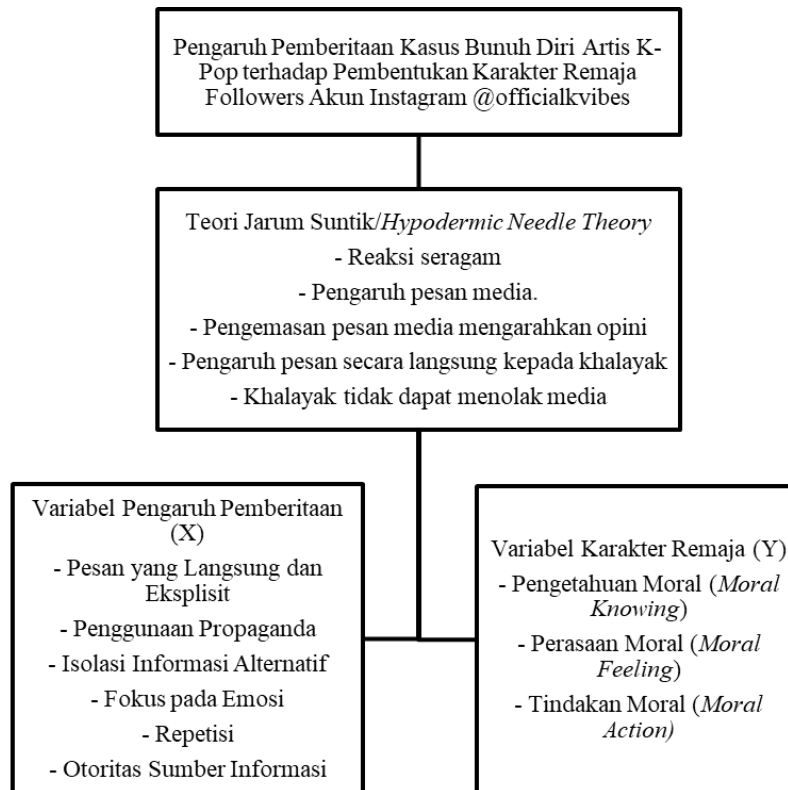 Pengaruh Pemberitaan Kasus Bunuh Diri Artis K-
Pop terhadap Pembentukan Karakter Remaja
Followers Akun Instagram @officialkvibes
Teori Jarum Suntik/Hypodermic Needle Theory
- Reaksi seragam
- Pengaruh pesan media.
- Pengemasan pesan media mengarahkan opini
- Pengaruh pesan secara langsung kepada khalayak
- Khalayak tidak dapat menolak media
Variabel Pengaruh Pemberitaan
(X)
- Pesan yang Langsung dan
Eksplisit
- Penggunaan Propaganda
- Isolasi Informasi Alternatif
- Fokus pada Emosi
- Repetisi
- Otoritas Sumber Informasi
Variabel Karakter Remaja (Y)
- Pengetahuan Moral (Moral
Knowing)
- Perasaan Moral (Moral
Feeling)
- Tindakan Moral (Moral
Action)